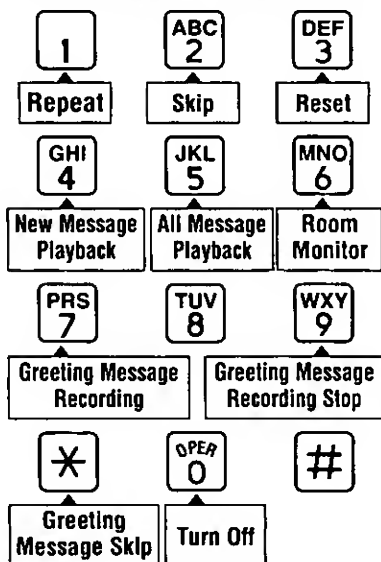 1
ABC
2
DEF
3
Repeat
Skip
Reset
GHI
4
JKL
5
MNO
6
New Message
Playback
All Message
Playback
Room
Monitor
PRS
7
TUV
8
WXY
9
Greeting Message
Recording
Greeting Message
Recording Stop
*
OPER
0
#
Greeting
Message Skip
Turn Off